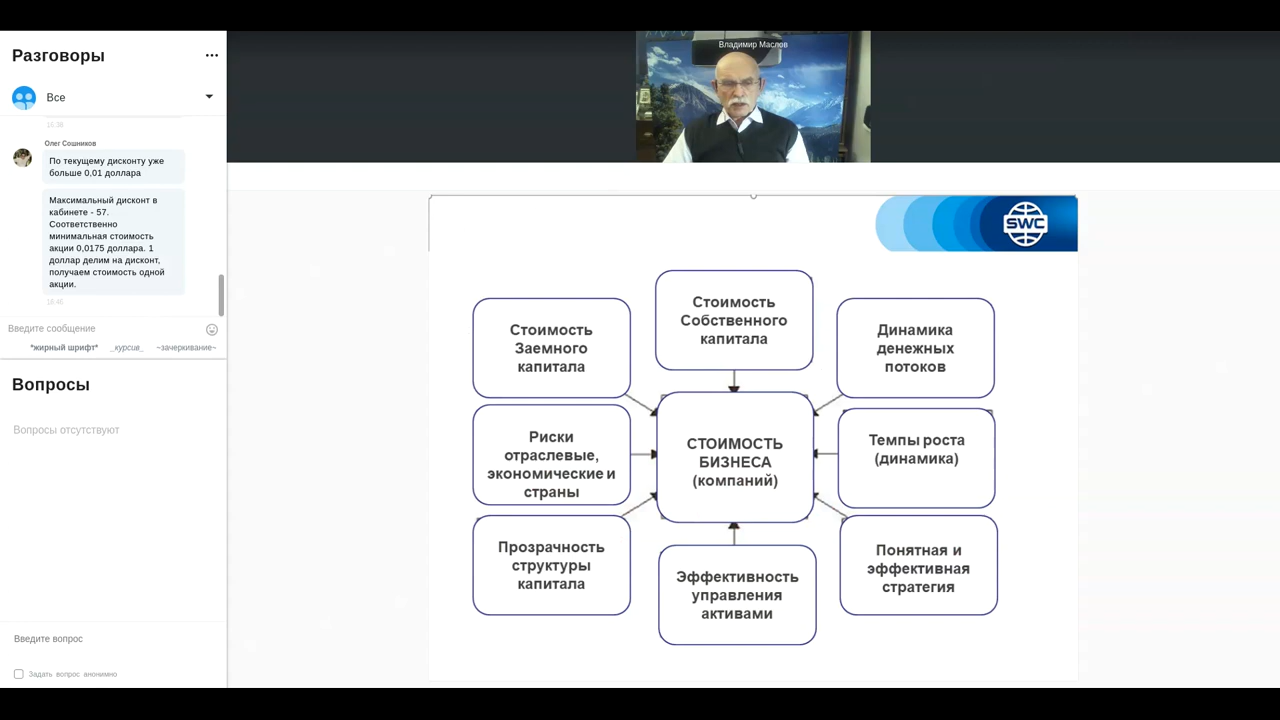 Разговоры
Все
18:38
Олег Сошников
По текущему дисконту уже
больше 0,01 доллара
Максимальный дисконт в
кабинете - 57.
Соответственно
минимальная стоимость
акции 0,0175 доллара. 1
доллар делим на дисконт,
получаем стоимость одной
акции.
18:46
Введите сообщение
*жирный шрифт* _курсив_ ~зачеркивание~
Вопросы
Вопросы отсутствуют
Введите вопрос
Задать вопрос анонимно
Владимир Маслов
SWC
Стоимость
Заемного
капитала
Стоимость
Собственного
капитала
Динамика
денежных
потоков
Риски
отраслевые,
экономические и
страны
СТОИМОСТЬ
БИЗНЕСА
(компаний)
Темпы роста
(динамика)
Прозрачность
структуры
капитала
Эффективность
управления
активами
Понятная и
эффективная
стратегия